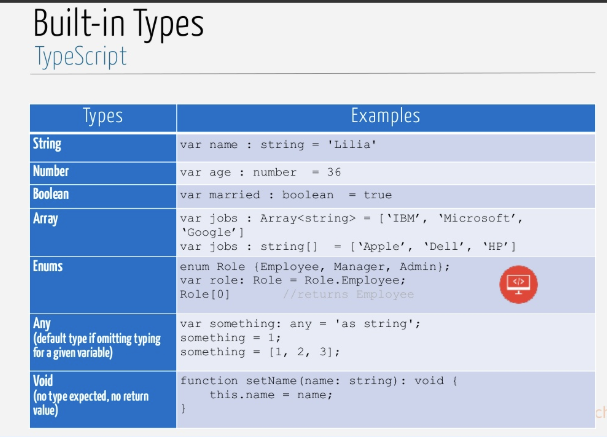 Built-in Types
TypeScript
Types
Examples
String
var name : string = 'Lilia'
Number
var age : number  = 36
Boolean
var married : boolean  = true
Array
var jobs : Array<string> = [‘IBM’, ‘Microsoft’,
‘Google’]
var jobs : string[]  = [‘Apple’, ‘Dell’, ‘HP’]
Enums
enum Role {Employee, Manager, Admin};
var role: Role = Role.Employee;
Role[0]       //returns Employee
Any
(default type if omitting typing
for a given variable)
var something: any = 'as string';
something = 1;
something = [1, 2, 3];
Void
(no type expected, no return
value)
function setName(name: string): void {
    this.name = name;
}